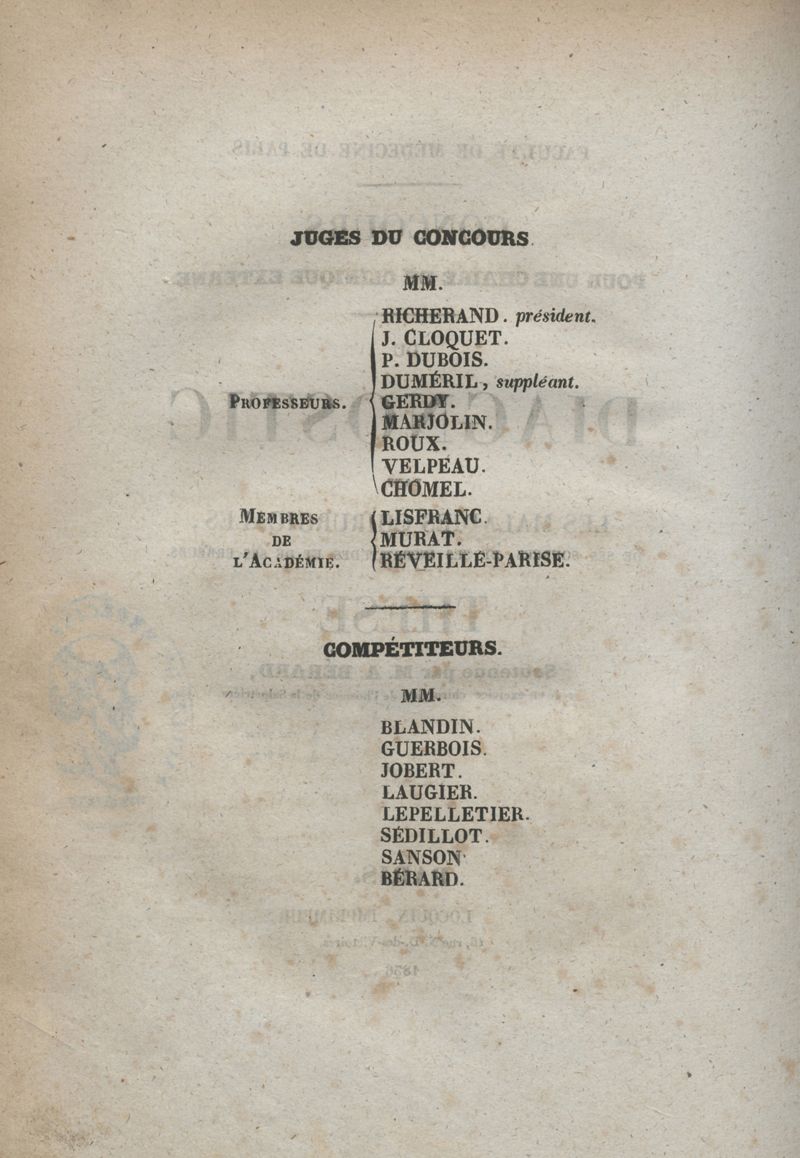 JUGES DU CONCOURS
MM.
RICHERAND. président.
J. CLOQUET.
P. DUBOIS.
DUMÉRIL, suppléant.
PROFESSEURS. GERDY.
MARJOLIN.
ROUX.
VELPEAU.
CHOMEL.
MEMBRES LISFRANC.
DE MURAT.
L'ACADÉMIE. RÉVEILLÉ-PARISE.
COMPÉTITEURS.
MM.
BLANDIN.
GUERBOIS.
JOBERT.
LAUGIER.
LEPELLETIER.
SÉDILLOT.
SANSON
BÉRARD.